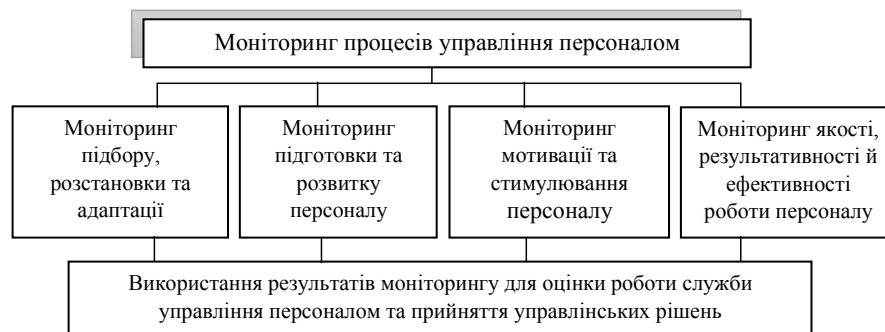 Моніторинг процесів управління персоналом
Моніторинг
підбору,
розстановки та
адаптації
Моніторинг
підготовки та
розвитку
персоналу
Моніторинг
мотивації та
стимулювання
персоналу
Моніторинг якості,
результативності й
ефективності
роботи персоналу
Використання результатів моніторингу для оцінки роботи служби
управління персоналом та прийняття управлінських рішень